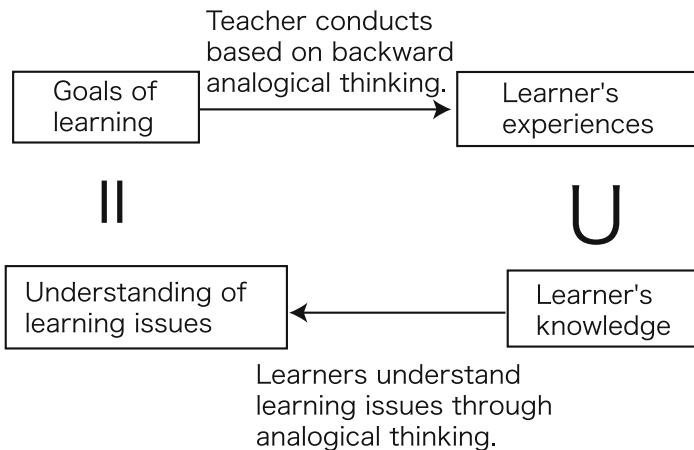 Teacher conducts
based on backward
analogical thinking.
Goals of
learning
Learner's
experiences
=
∪
Understanding of
learning issues
Learner's
knowledge
Learners understand
learning issues through
analogical thinking.